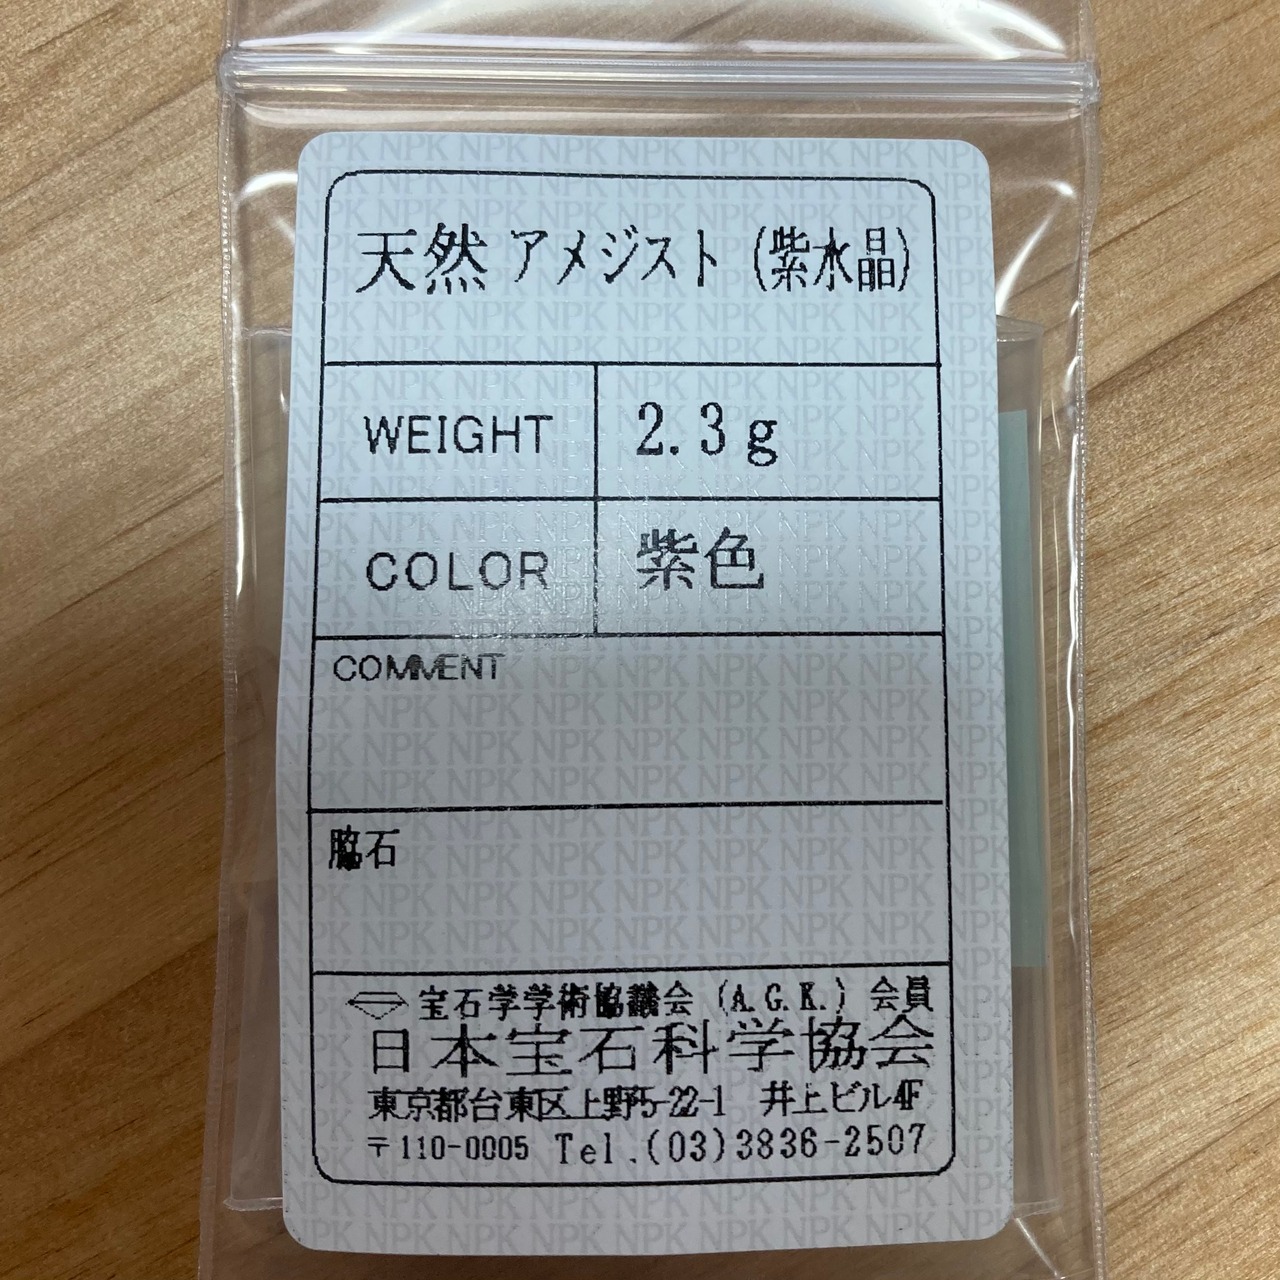 天然 アメジスト (紫水晶)
WEIGHT 2.3g
COLOR 紫色
COMMENT
脇石
宝石学学術協議会 (A.G.K.) 会員
日本宝石科学協会
東京都台東区上野5-22-1 井上ビル4F
〒110-0005 Tel.(03)3836-2507